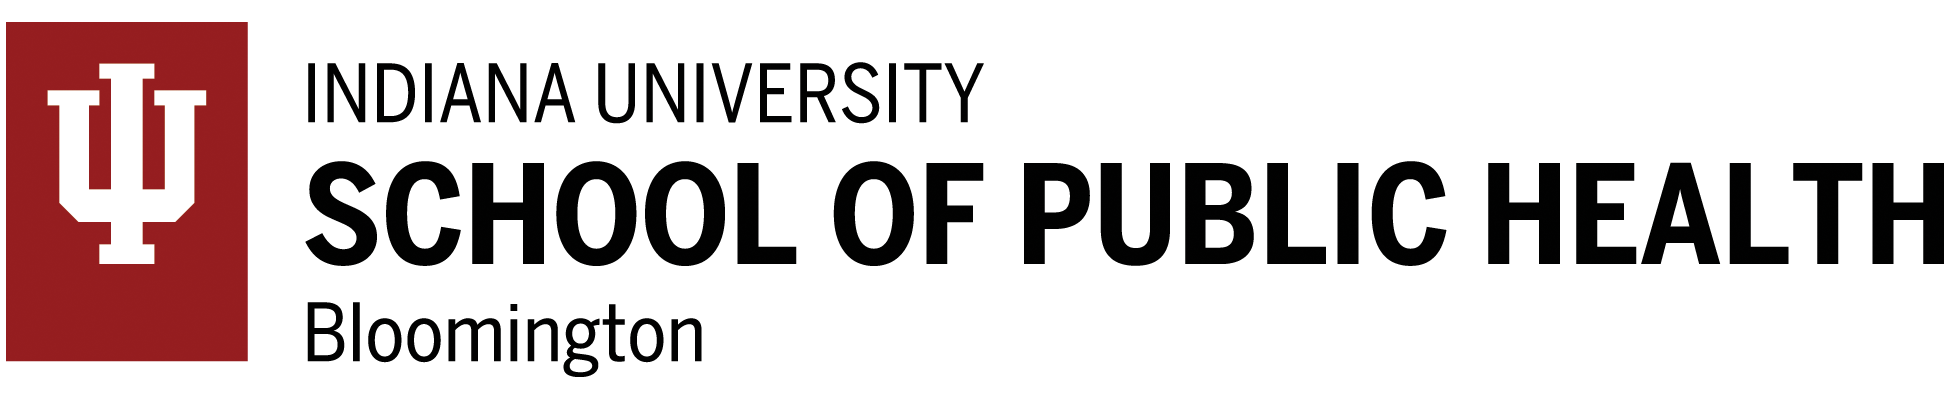 INDIANA UNIVERSITY
SCHOOL OF PUBLIC HEALTH
Bloomington